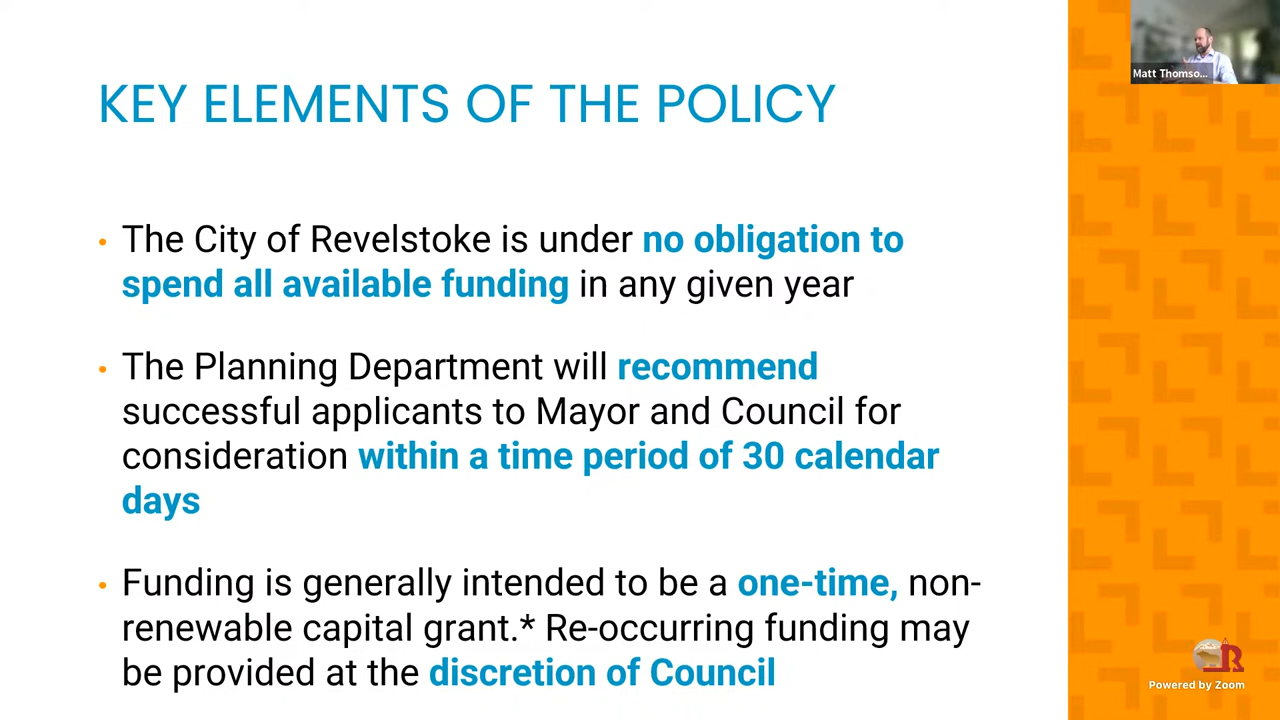 KEY ELEMENTS OF THE POLICY
Matt Thomso...
• The City of Revelstoke is under no obligation to
spend all available funding in any given year
• The Planning Department will recommend
successful applicants to Mayor and Council for
consideration within a time period of 30 calendar
days
• Funding is generally intended to be a one-time, non-
renewable capital grant.* Re-occurring funding may
be provided at the discretion of Council
R
Powered by Zoom